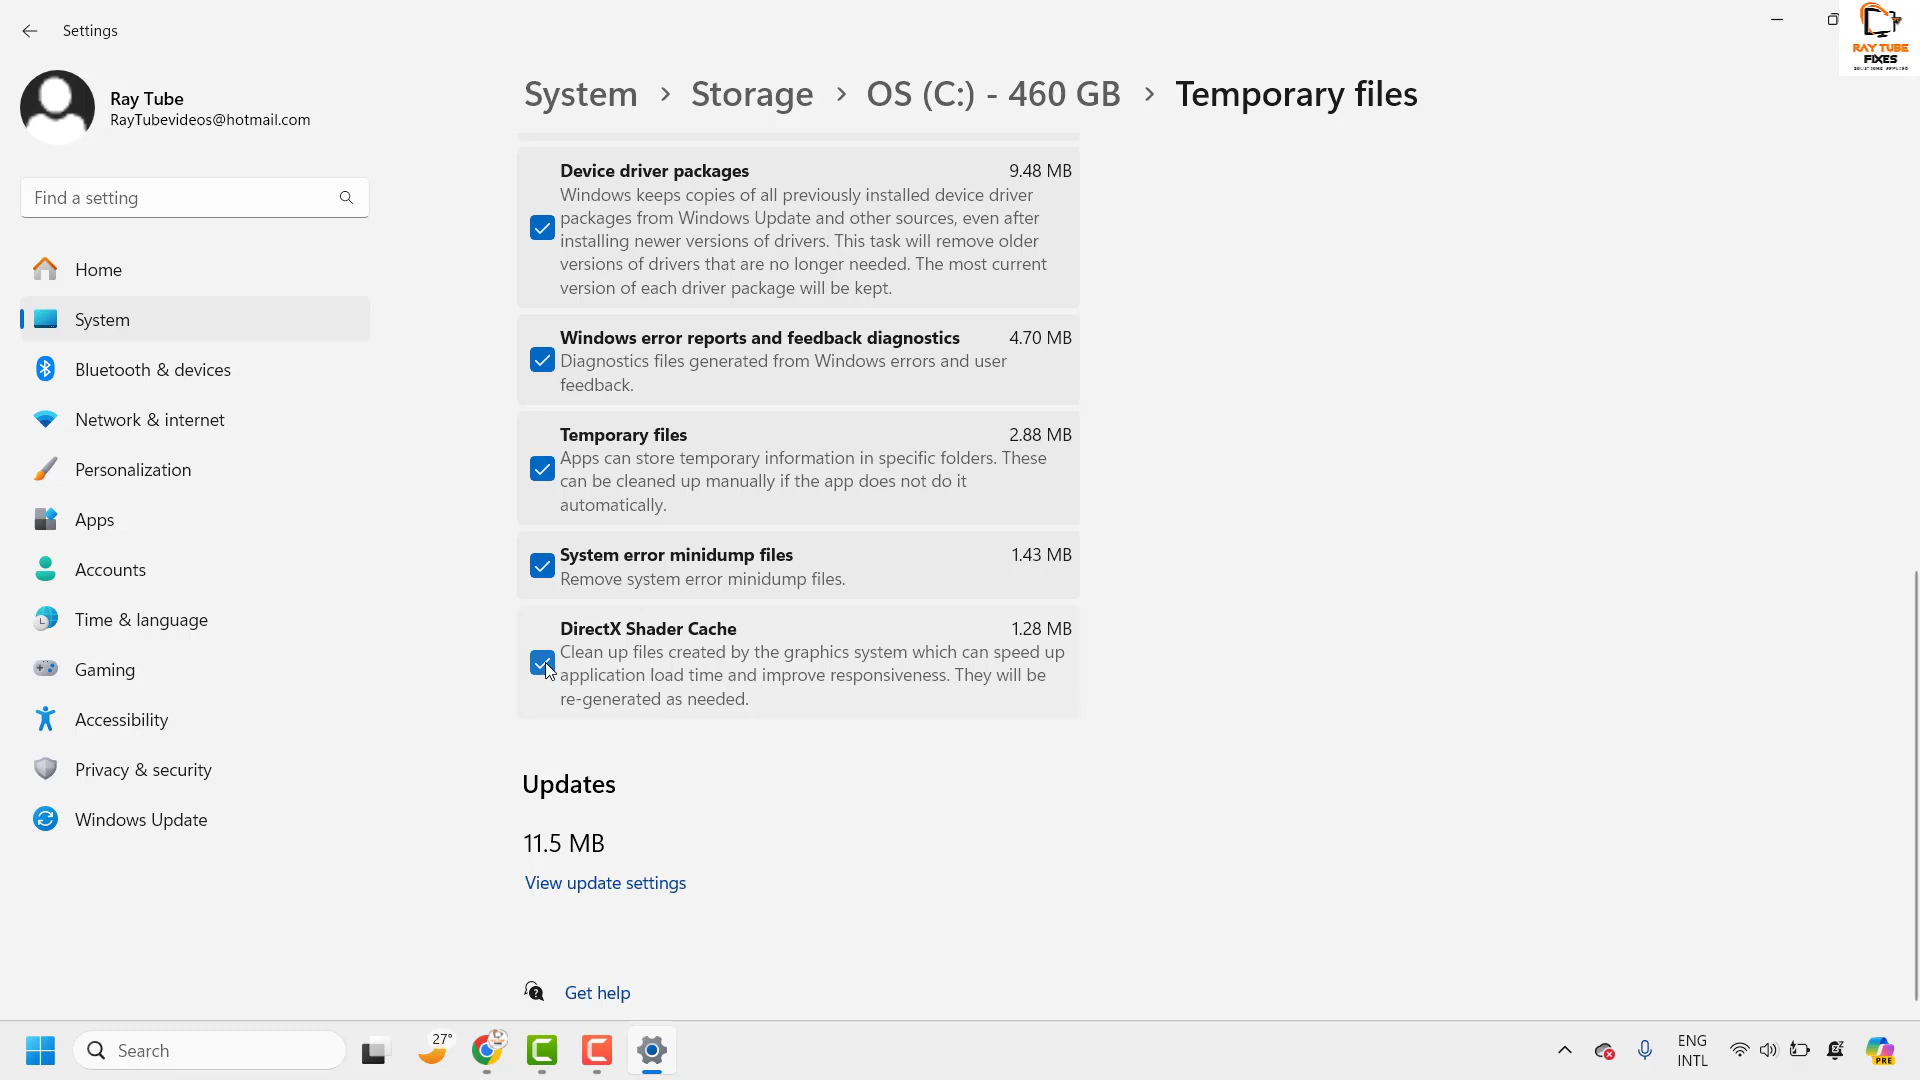 Settings
RAY TUBE
FIXES
Ray Tube
RayTubevideos@hotmail.com
System > Storage > OS (C:) - 460 GB > Temporary files
Find a setting
Home
System
Bluetooth & devices
Network & internet
Personalization
Apps
Accounts
Time & language
Gaming
Accessibility
Privacy & security
Windows Update
Device driver packages 9.48 MB
Windows keeps copies of all previously installed device driver
packages from Windows Update and other sources, even after
installing newer versions of drivers. This task will remove older
versions of drivers that are no longer needed. The most current
version of each driver package will be kept.
Windows error reports and feedback diagnostics 4.70 MB
Diagnostics files generated from Windows errors and user
feedback.
Temporary files 2.88 MB
Apps can store temporary information in specific folders. These
can be cleaned up manually if the app does not do it
automatically.
System error minidump files 1.43 MB
Remove system error minidump files.
DirectX Shader Cache 1.28 MB
Clean up files created by the graphics system which can speed up
application load time and improve responsiveness. They will be
re-generated as needed.
Updates
11.5 MB
View update settings
Get help
Search
27°
ENG
INTL
PRE